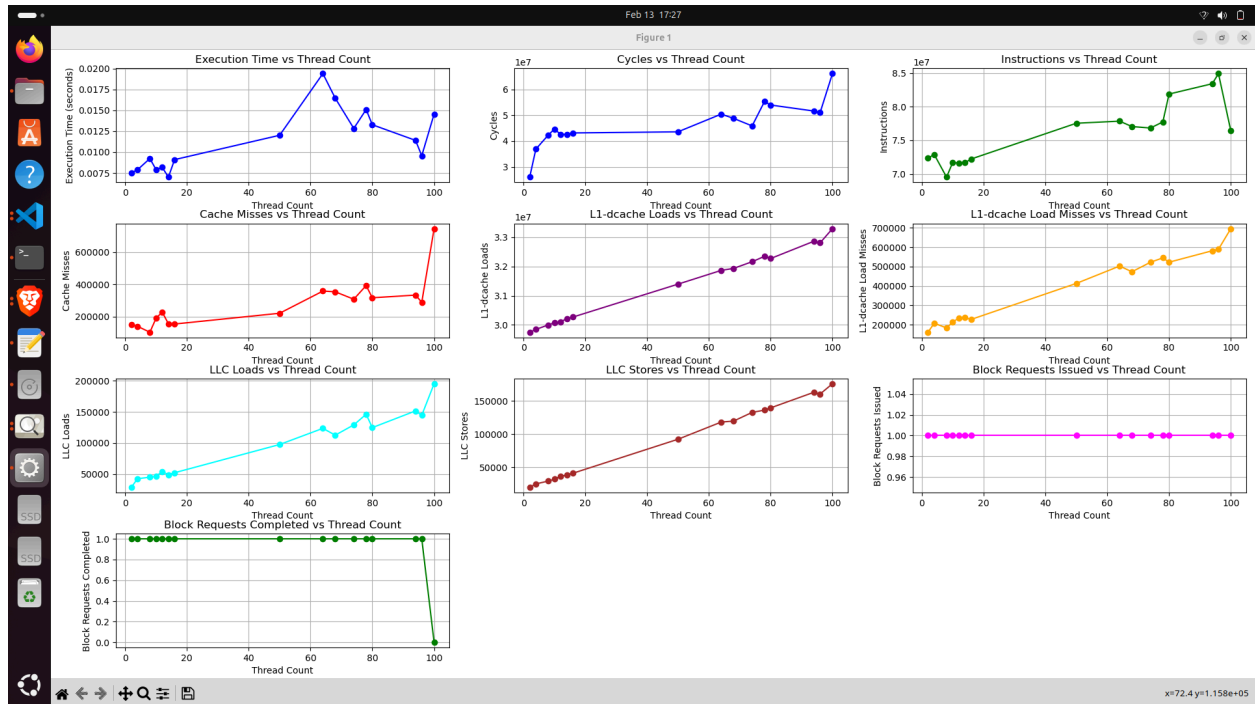 Feb 13 17:27
Figure 1
Execution Time vs Thread Count
Execution Time (seconds)
0.0200
0.0175
0.0150
0.0125
0.0100
0.0075
0 20 40 60 80 100
Thread Count
Cycles vs Thread Count
1e7
Cycles
6
5
4
3
0 20 40 60 80 100
Thread Count
Instructions vs Thread Count
1e7
Instructions
8.5
8.0
7.5
7.0
0 20 40 60 80 100
Thread Count
Cache Misses vs Thread Count
Cache Misses
600000
400000
200000
0 20 40 60 80 100
Thread Count
L1-dcache Loads vs Thread Count
1e7
L1-dcache Loads
3.3
3.2
3.1
3.0
0 20 40 60 80 100
Thread Count
L1-dcache Load Misses vs Thread Count
L1-dcache Load Misses
700000
600000
500000
400000
300000
200000
0 20 40 60 80 100
Thread Count
LLC Loads vs Thread Count
LLC Loads
200000
150000
100000
50000
0 20 40 60 80 100
Thread Count
LLC Stores vs Thread Count
LLC Stores
150000
100000
50000
0 20 40 60 80 100
Thread Count
Block Requests Issued vs Thread Count
Block Requests Issued
1.04
1.02
1.00
0.98
0.96
0 20 40 60 80 100
Thread Count
Block Requests Completed vs Thread Count
Block Requests Completed
1.0
0.8
0.6
0.4
0.2
0.0
0 20 40 60 80 100
Thread Count
SSD
SSD
x=72.4 y=1.158e+05